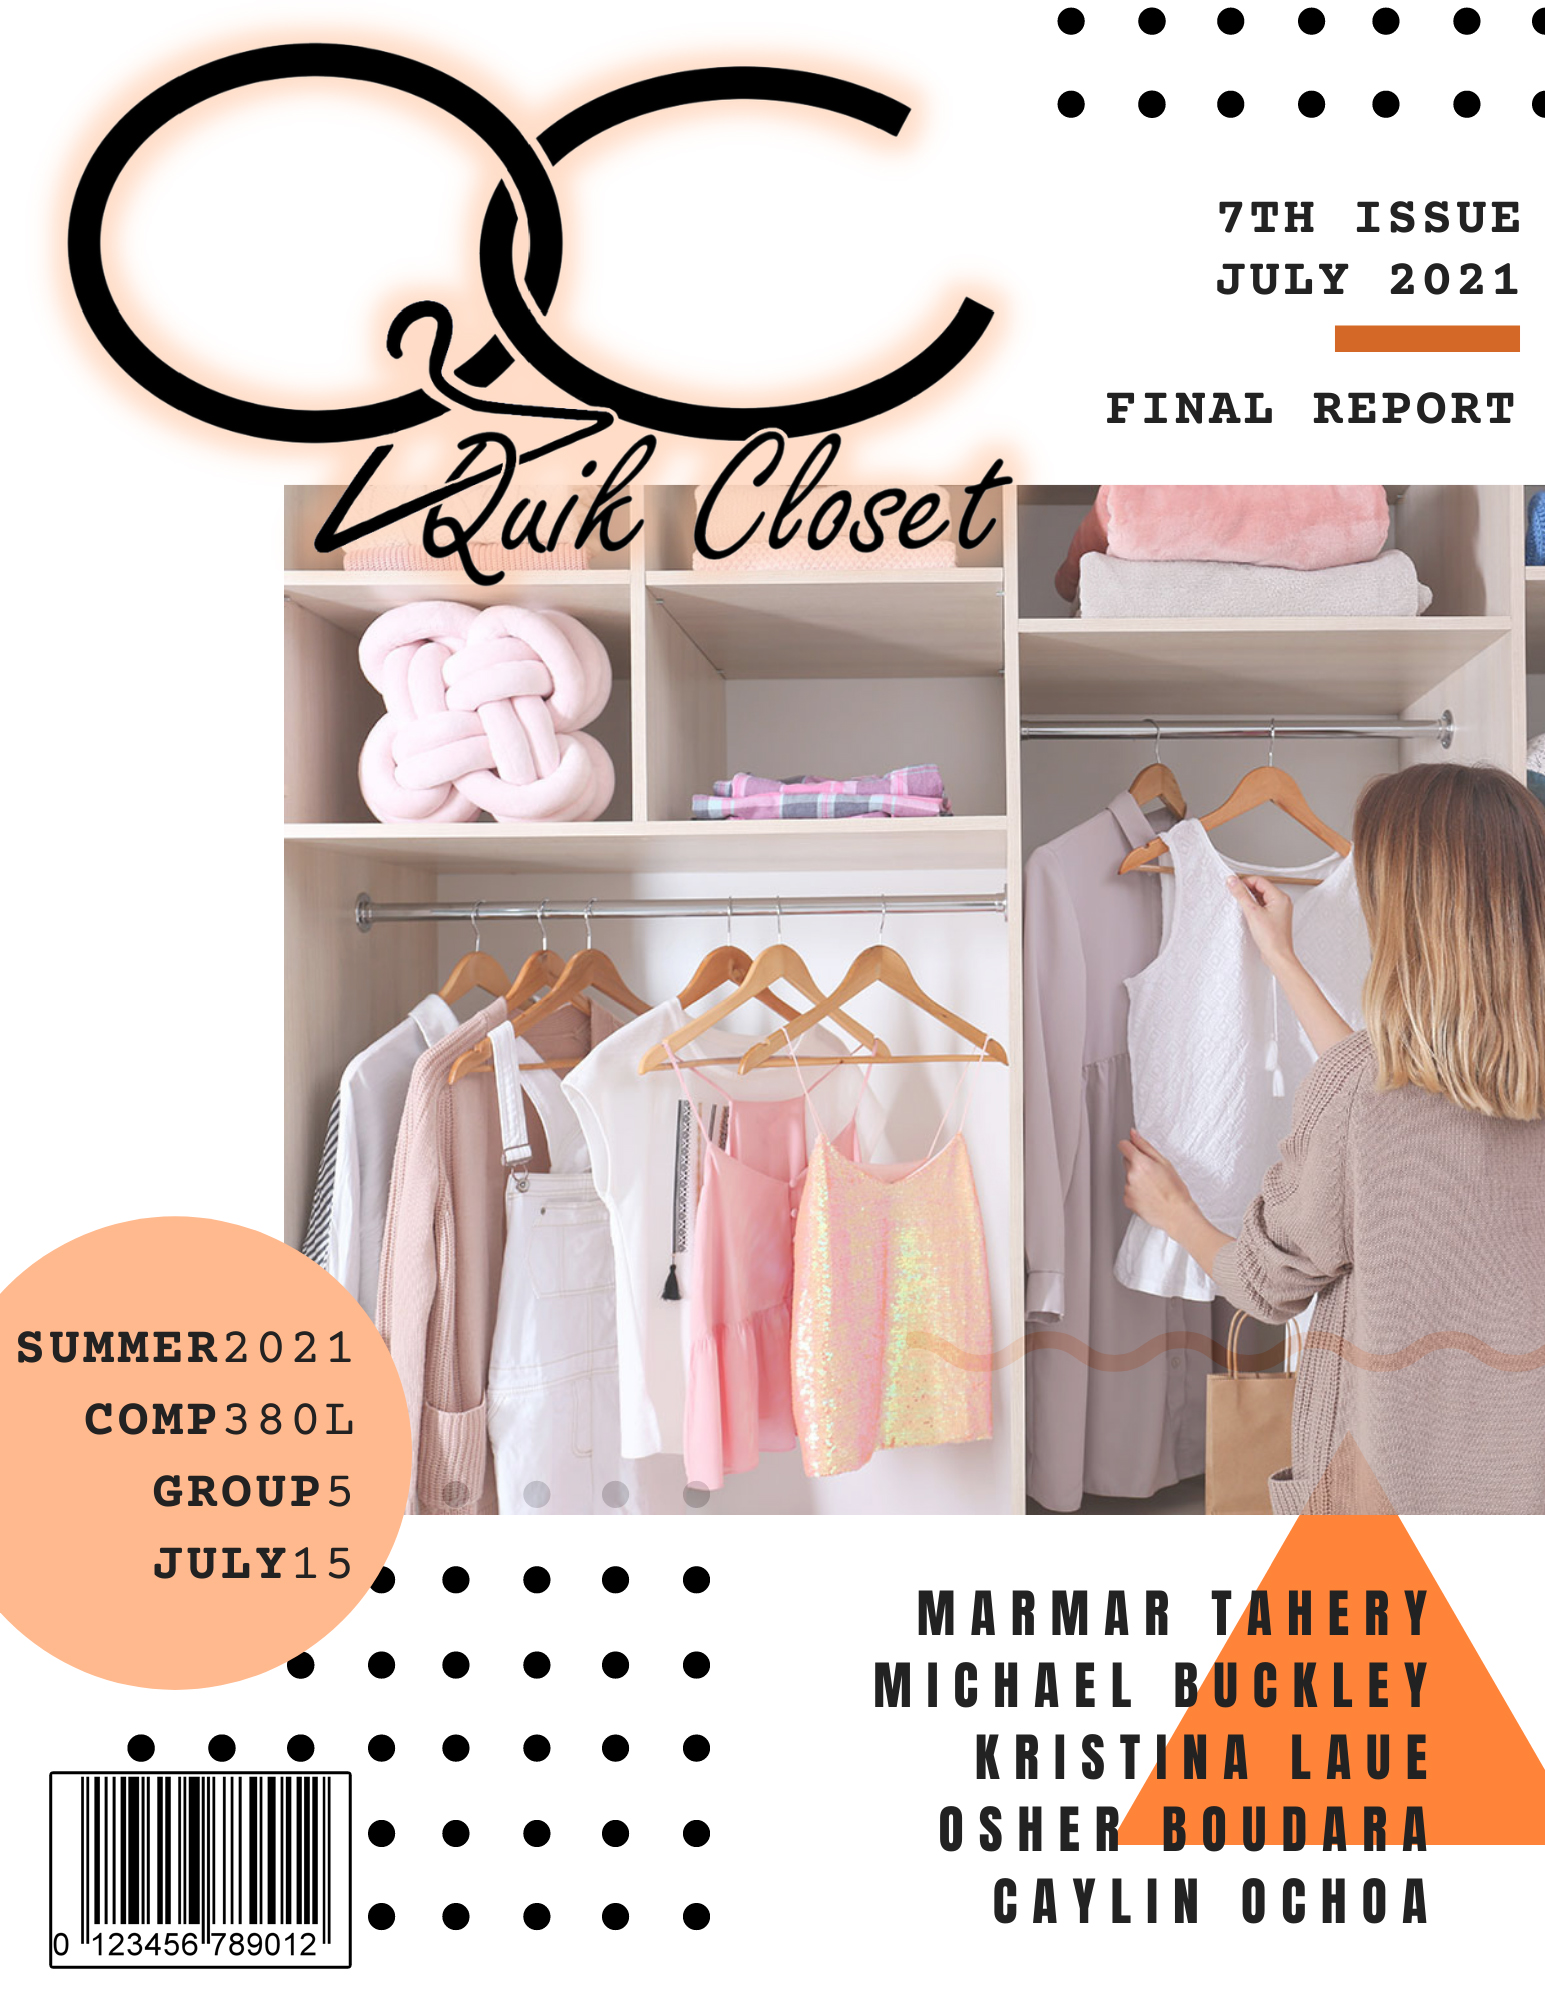 QC
Quik Closet
7TH ISSUE
JULY 2021
FINAL REPORT
SUMMER2021
COMP380L
GROUP5
JULY15
MARMAR TAHERY
MICHAEL BUCKLEY
KRISTINA LAUE
OSHER BOUDARA
CAYLIN OCHOA
0 123456 789012